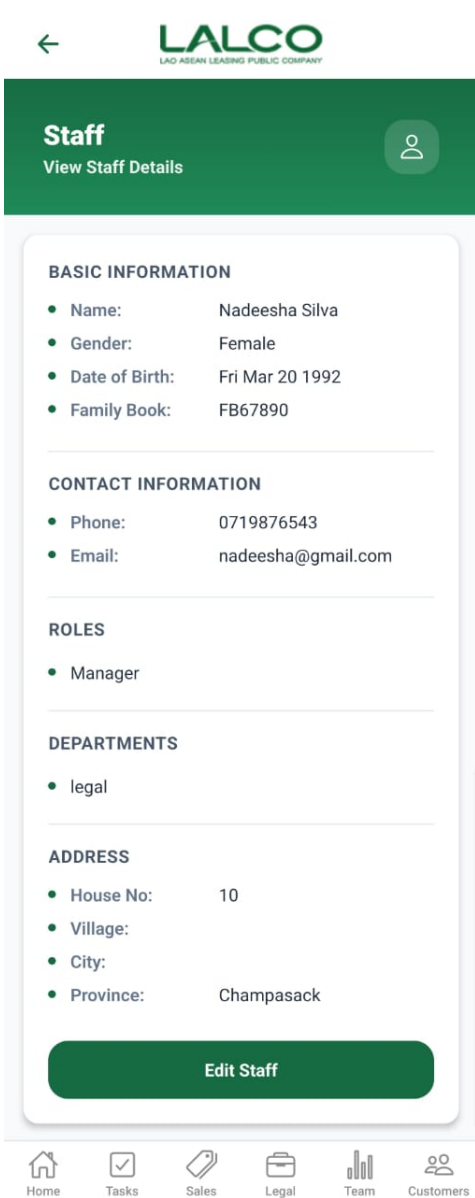 LALCO
LAO ASEAN LEASING PUBLIC COMPANY
Staff
View Staff Details
BASIC INFORMATION
Name: Nadeesha Silva
Gender: Female
Date of Birth: Fri Mar 20 1992
Family Book: FB67890
CONTACT INFORMATION
Phone: 0719876543
Email: nadeesha@gmail.com
ROLES
Manager
DEPARTMENTS
legal
ADDRESS
House No: 10
Village:
City:
Province: Champasack
Edit Staff
Home Tasks Sales Legal Team Customers